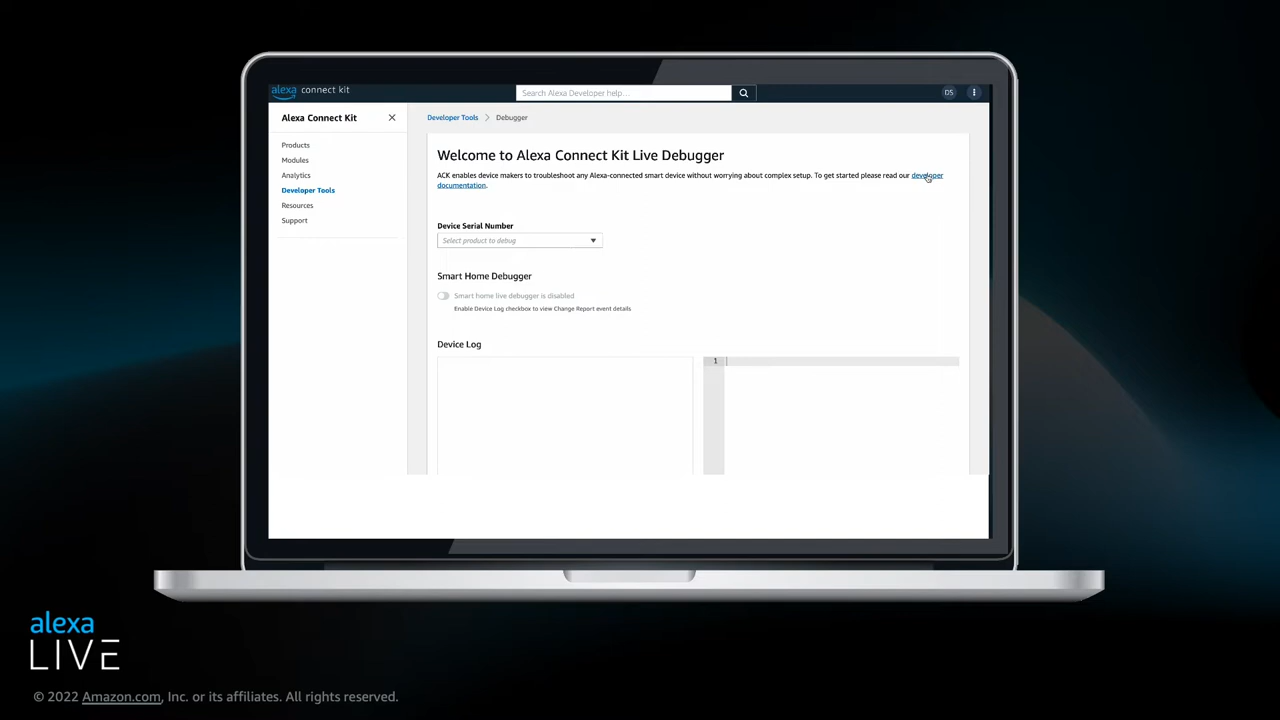 alexa connect kit
Search Alexa Developer help...
DS
Alexa Connect Kit
Products
Modules
Analytics
Developer Tools
Resources
Support
Developer Tools > Debugger
Welcome to Alexa Connect Kit Live Debugger
ACK enables device makers to troubleshoot any Alexa-connected smart device without worrying about complex setup. To get started please read our developer
documentation.
Device Serial Number
Select product to debug
Smart Home Debugger
Smart home live debugger is disabled
Enable Device Log checkbox to view Change Report event details
Device Log
1
alexa
LIVE
© 2022 Amazon.com, Inc. or its affiliates. All rights reserved.